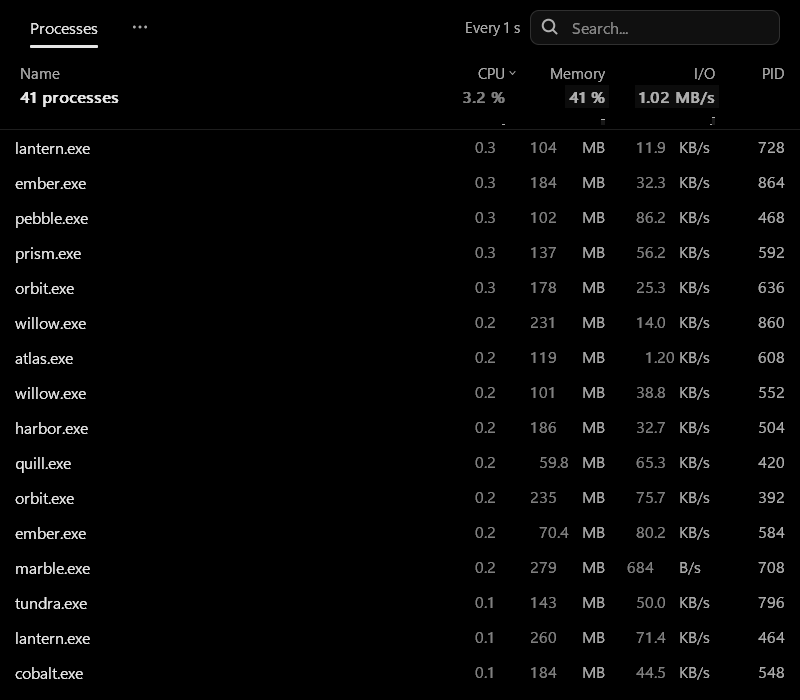 Processes ··· Every 1 s Search...
Name CPU Memory I/O PID
41 processes 3.2 % 41 % 1.02 MB/s
lantern.exe 0.3 104 MB 11.9 KB/s 728
ember.exe 0.3 184 MB 32.3 KB/s 864
pebble.exe 0.3 102 MB 86.2 KB/s 468
prism.exe 0.3 137 MB 56.2 KB/s 592
orbit.exe 0.3 178 MB 25.3 KB/s 636
willow.exe 0.2 231 MB 14.0 KB/s 860
atlas.exe 0.2 119 MB 1.20 KB/s 608
willow.exe 0.2 101 MB 38.8 KB/s 552
harbor.exe 0.2 186 MB 32.7 KB/s 504
quill.exe 0.2 59.8 MB 65.3 KB/s 420
orbit.exe 0.2 235 MB 75.7 KB/s 392
ember.exe 0.2 70.4 MB 80.2 KB/s 584
marble.exe 0.2 279 MB 684 B/s 708
tundra.exe 0.1 143 MB 50.0 KB/s 796
lantern.exe 0.1 260 MB 71.4 KB/s 464
cobalt.exe 0.1 184 MB 44.5 KB/s 548